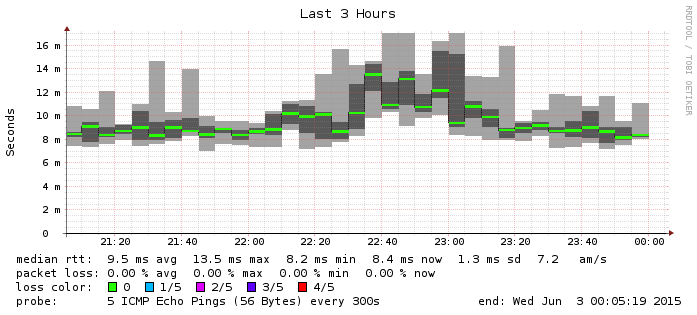 Last 3 Hours
RRDTOOL / TOBI OETIKER
Seconds
16 m
14 m
12 m
10 m
8 m
6 m
4 m
2 m
0
21:20 21:40 22:00 22:20 22:40 23:00 23:20 23:40 00:00
median rtt: 9.5 ms avg 13.5 ms max 8.2 ms min 8.4 ms now 1.3 ms sd 7.2 am/s
packet loss: 0.00 % avg 0.00 % max 0.00 % min 0.00 % now
loss color: 0 1/5 2/5 3/5 4/5
probe: 5 ICMP Echo Pings (56 Bytes) every 300s end: Wed Jun 3 00:05:19 2015